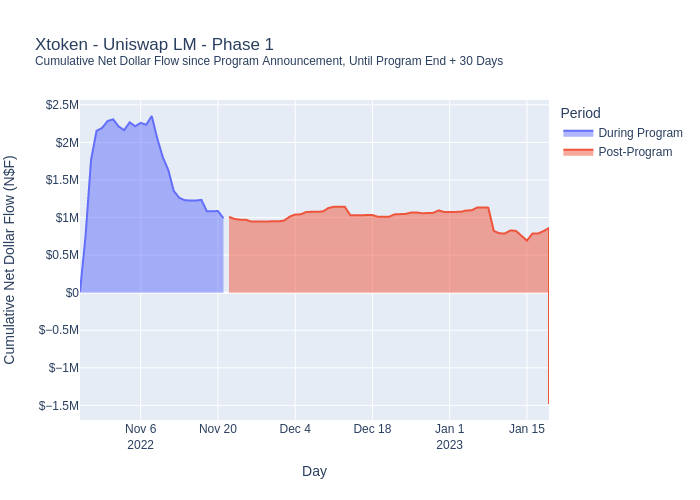 Xtoken - Uniswap LM - Phase 1
Cumulative Net Dollar Flow since Program Announcement, Until Program End + 30 Days
Period
During Program
Post-Program
Cumulative Net Dollar Flow (N$F)
$2.5M
$2M
$1.5M
$1M
$0.5M
$0
$−0.5M
$−1M
$−1.5M
Nov 6
2022
Nov 20
Dec 4
Dec 18
Jan 1
2023
Jan 15
Day